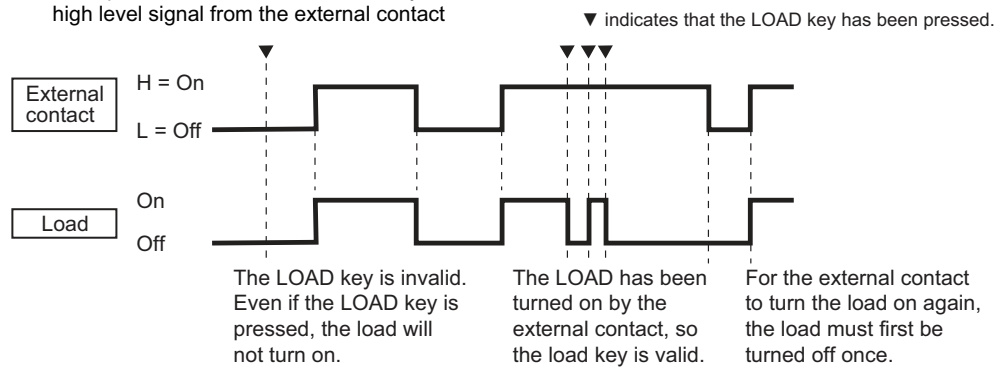 high level signal from the external contact
▼ indicates that the LOAD key has been pressed.
External
contact
H = On
L = Off
Load
On
Off
The LOAD key is invalid.
Even if the LOAD key is
pressed, the load will
not turn on.
The LOAD has been
turned on by the
external contact, so
the load key is valid.
For the external contact
to turn the load on again,
the load must first be
turned off once.